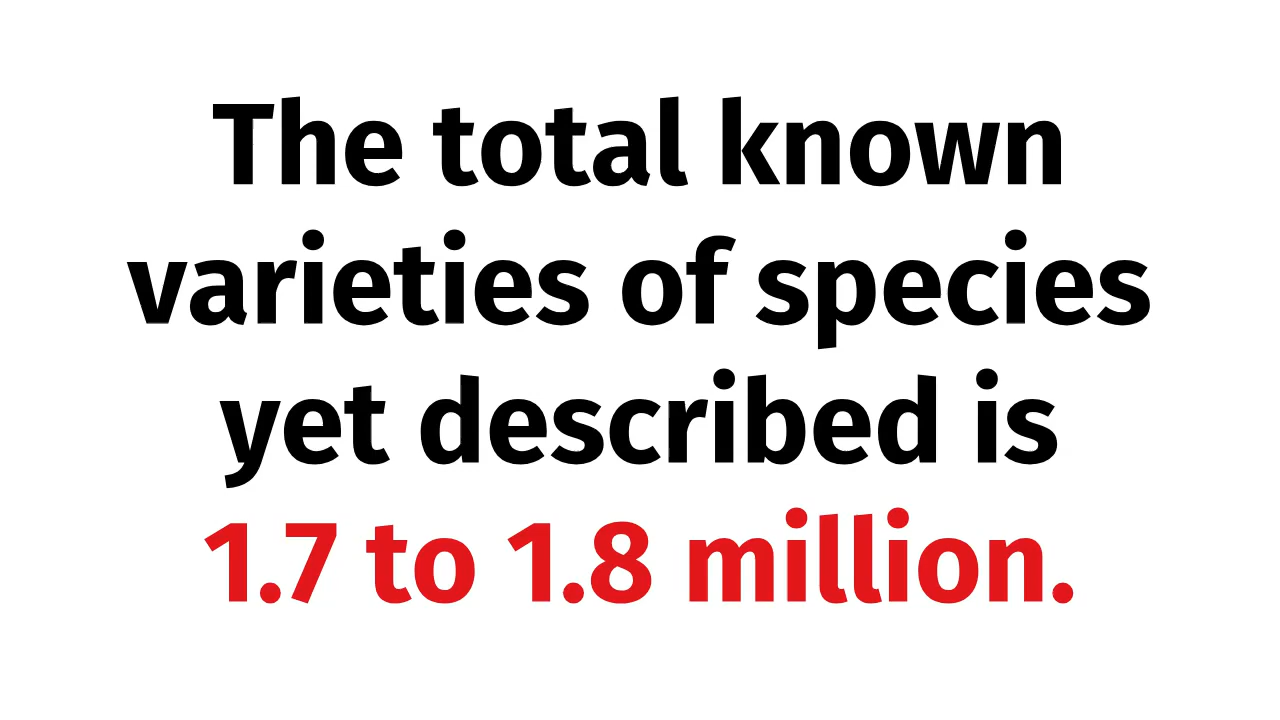 The total known
varieties of species
yet described is
1.7 to 1.8 million.